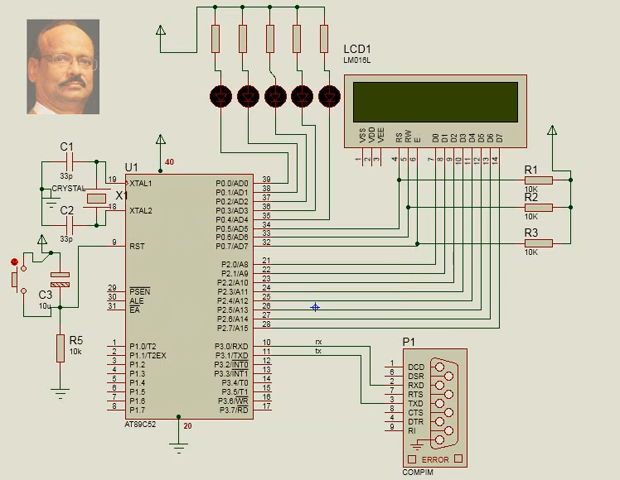 LCD1
LM016L
VSS VDD VEE RS RW E D0 D1 D2 D3 D4 D5 D6 D7
1 2 3 4 5 6 7 8 9 10 11 12 13 14
C1
33p
CRYSTAL
X1
C2
33p
U1
40
19 XTAL1
18 XTAL2
9 RST
29 PSEN
30 ALE
31 EA
1 P1.0/T2
2 P1.1/T2EX
3 P1.2
4 P1.3
5 P1.4
6 P1.5
7 P1.6
8 P1.7
P0.0/AD0 39
P0.1/AD1 38
P0.2/AD2 37
P0.3/AD3 36
P0.4/AD4 35
P0.5/AD5 34
P0.6/AD6 33
P0.7/AD7 32
P2.0/A8 21
P2.1/A9 22
P2.2/A10 23
P2.3/A11 24
P2.4/A12 25
P2.5/A13 26
P2.6/A14 27
P2.7/A15 28
P3.0/RXD 10 rx
P3.1/TXD 11 tx
P3.2/INT0 12
P3.3/INT1 13
P3.4/T0 14
P3.5/T1 15
P3.6/WR 16
P3.7/RD 17
AT89C52
20
C3
10u
R5
10k
R1
10K
R2
10K
R3
10K
P1
1 DCD
6 DSR
2 RXD
7 RTS
3 TXD
8 CTS
4 DTR
9 RI
ERROR
COMPIM